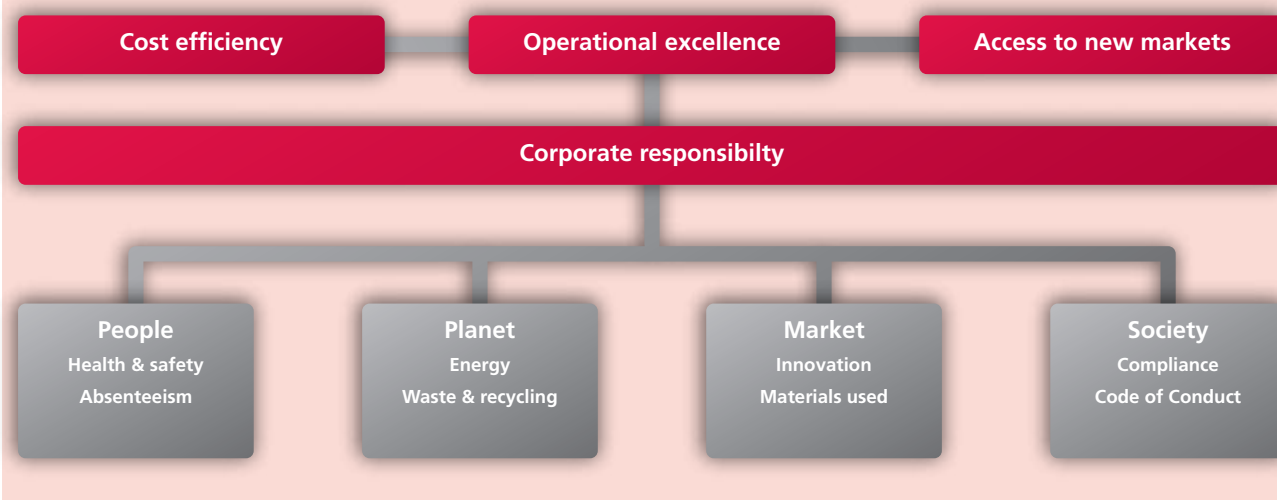 Cost efficiency
Operational excellence
Access to new markets
Corporate responsibilty
People
Health & safety
Absenteeism
Planet
Energy
Waste & recycling
Market
Innovation
Materials used
Society
Compliance
Code of Conduct